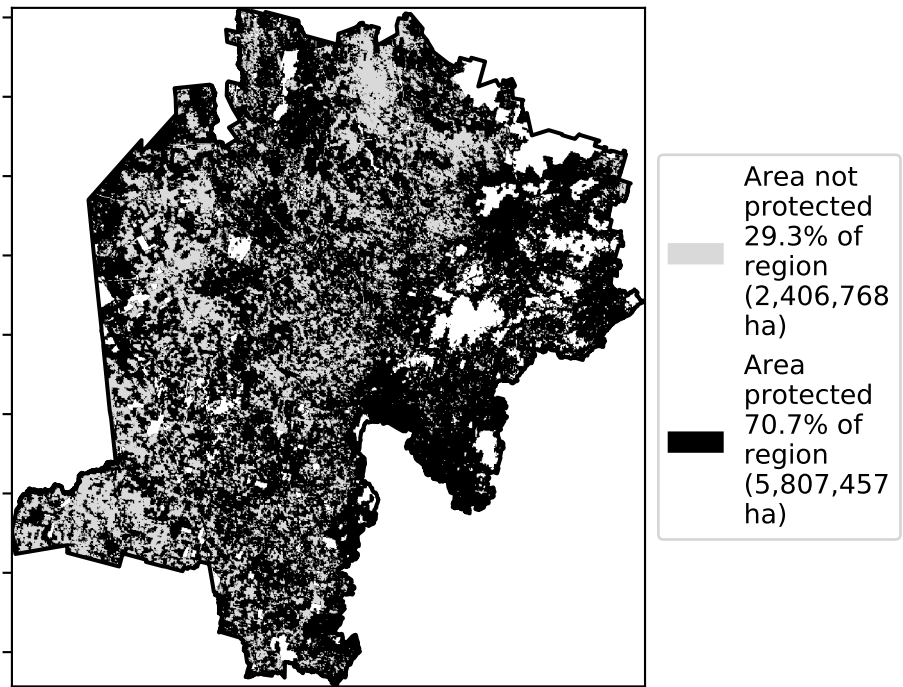 Area not
protected
29.3% of
region
(2,406,768
ha)
Area
protected
70.7% of
region
(5,807,457
ha)